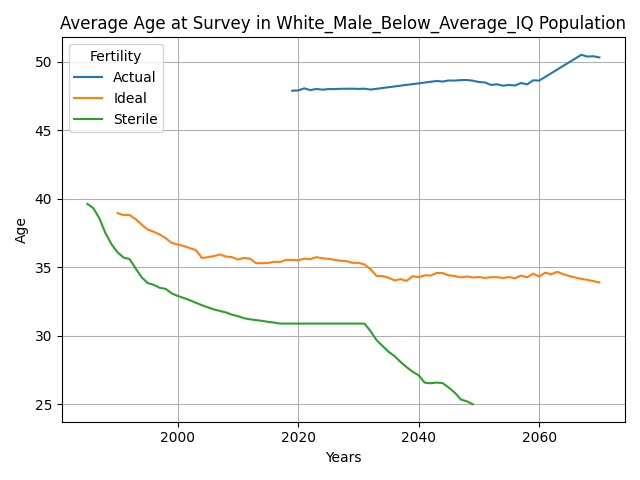 Average Age at Survey in White_Male_Below_Average_IQ Population
Fertility
Actual
Ideal
Sterile
50
45
40
35
30
25
Age
2000
2020
2040
2060
Years